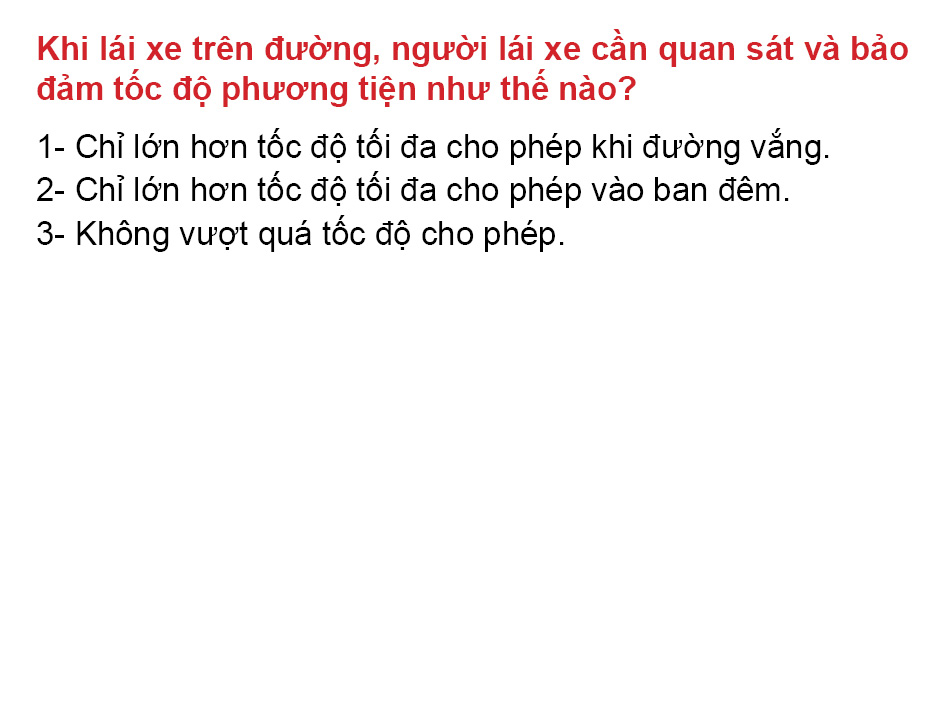 Khi lái xe trên đường, người lái xe cần quan sát và bảo
đảm tốc độ phương tiện như thế nào?
1- Chỉ lớn hơn tốc độ tối đa cho phép khi đường vắng.
2- Chỉ lớn hơn tốc độ tối đa cho phép vào ban đêm.
3- Không vượt quá tốc độ cho phép.